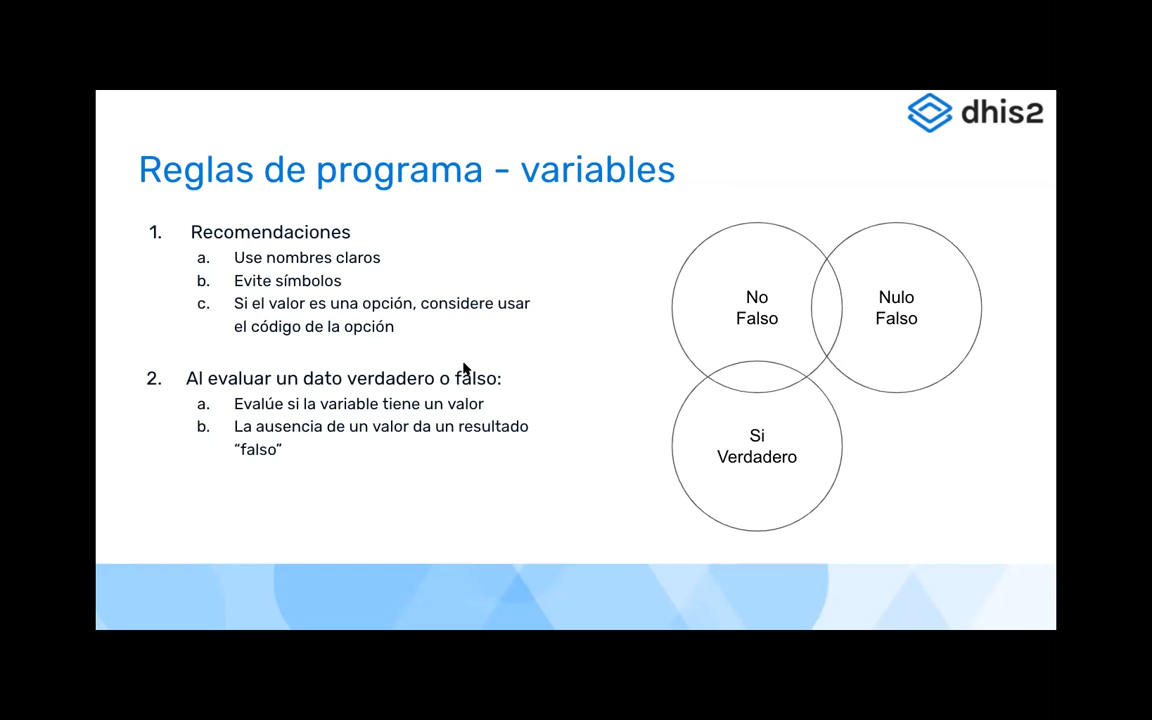 dhis2
Reglas de programa - variables
1. Recomendaciones
a. Use nombres claros
b. Evite símbolos
c. Si el valor es una opción, considere usar
el código de la opción
2. Al evaluar un dato verdadero o falso:
a. Evalúe si la variable tiene un valor
b. La ausencia de un valor da un resultado
“falso”
No
Falso
Nulo
Falso
Si
Verdadero